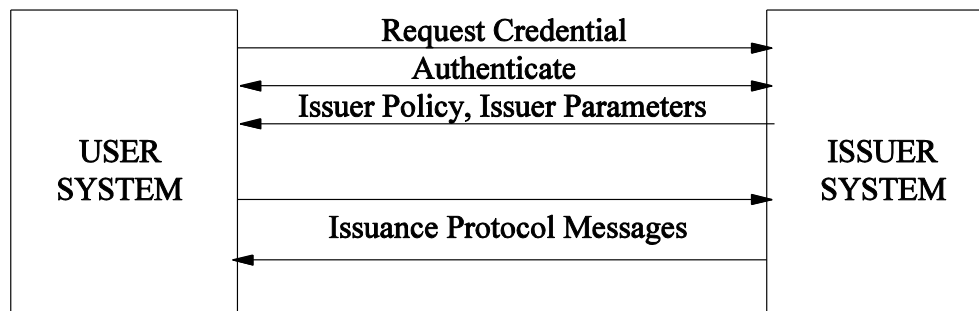 Request Credential
Authenticate
Issuer Policy, Issuer Parameters
USER
SYSTEM
ISSUER
SYSTEM
Issuance Protocol Messages